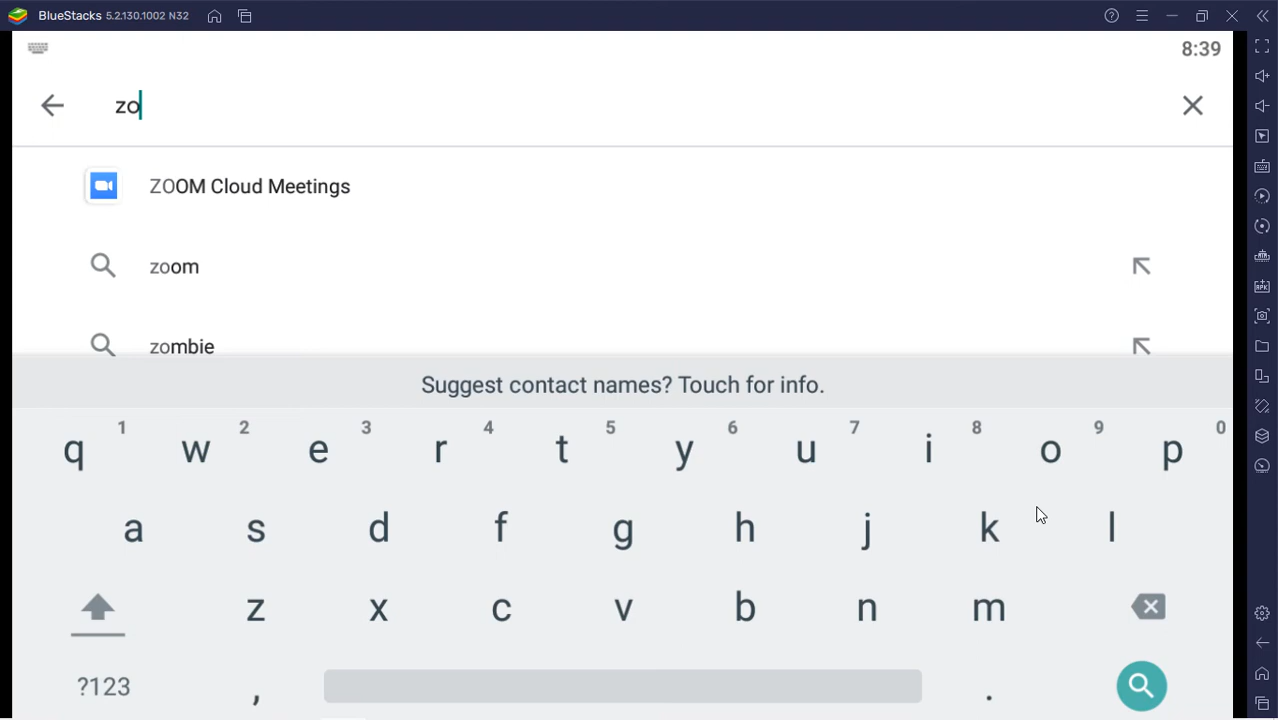 BlueStacks 5.2.130.1002 N32
8:39
zo
ZOOM Cloud Meetings
zoom
zombie
Suggest contact names? Touch for info.
1 2 3 4 5 6 7 8 9 0
q w e r t y u i o p
a s d f g h j k l
z x c v b n m
?123 , .